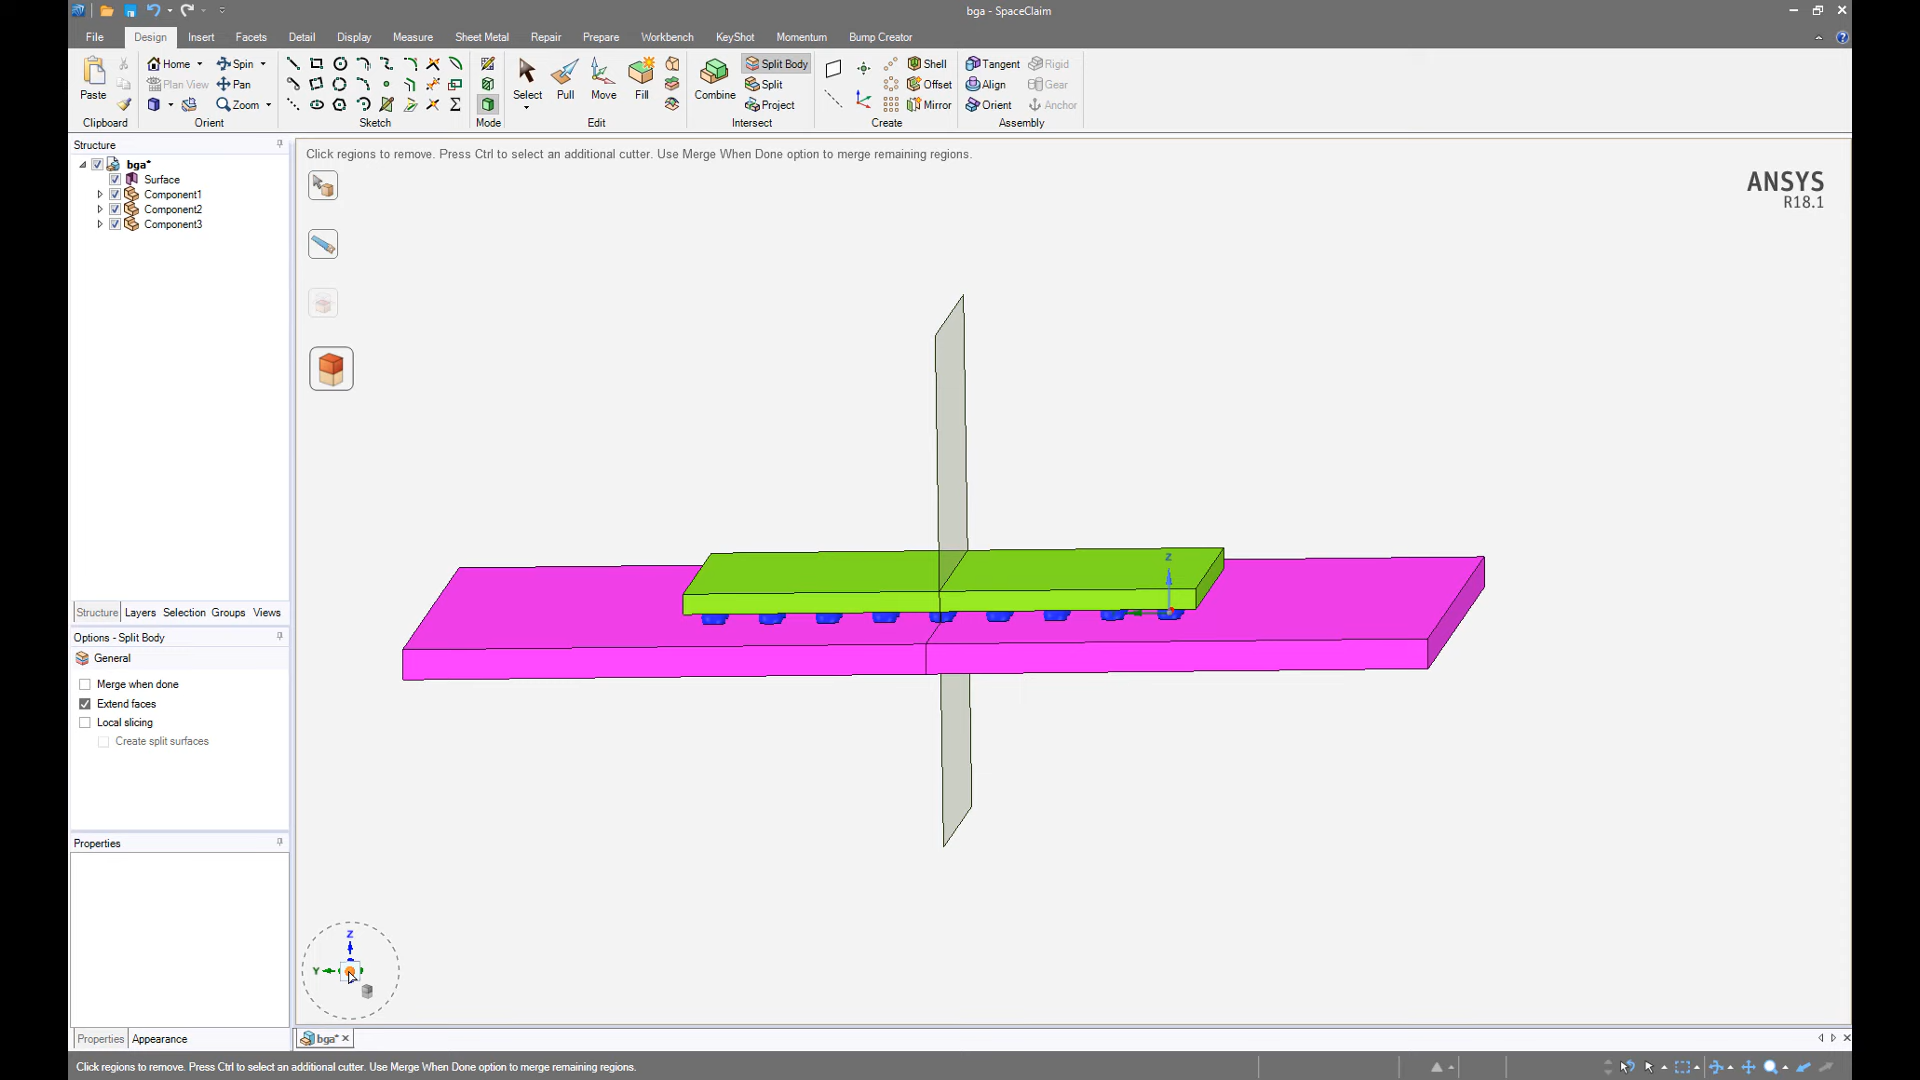 bga - SpaceClaim
File Design Insert Facets Detail Display Measure Sheet Metal Repair Prepare Workbench KeyShot Momentum Bump Creator
Home Spin Split Body Shell Tangent Rigid
Plan View Pan Split Offset Align Gear
Paste Select Pull Move Fill Combine
Zoom Project Mirror Orient Anchor
Clipboard Orient Sketch Mode Edit Intersect Create Assembly
Structure
bga*
Surface
Component1
Component2
Component3
Click regions to remove. Press Ctrl to select an additional cutter. Use Merge When Done option to merge remaining regions.
ANSYS
R18.1
Z
Structure Layers Selection Groups Views
Options - Split Body
General
Merge when done
Extend faces
Local slicing
Create split surfaces
Properties
Z
Y
Properties Appearance
bga*
Click regions to remove. Press Ctrl to select an additional cutter. Use Merge When Done option to merge remaining regions.